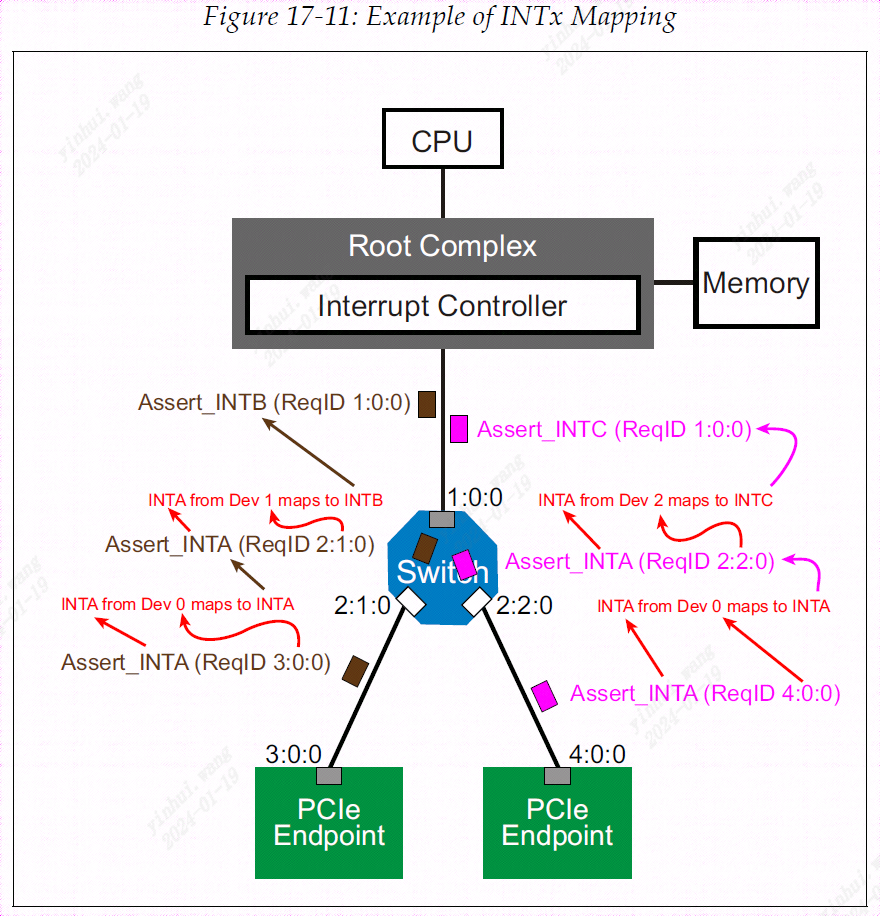 Figure 17-11: Example of INTx Mapping
CPU
Root Complex
Interrupt Controller
Memory
Assert_INTB (ReqID 1:0:0)
Assert_INTC (ReqID 1:0:0)
1:0:0
INTA from Dev 1 maps to INTB
INTA from Dev 2 maps to INTC
Assert_INTA (ReqID 2:1:0)
Assert_INTA (ReqID 2:2:0)
Switch
2:1:0
2:2:0
INTA from Dev 0 maps to INTA
INTA from Dev 0 maps to INTA
Assert_INTA (ReqID 3:0:0)
Assert_INTA (ReqID 4:0:0)
3:0:0
4:0:0
PCIe
Endpoint
PCIe
Endpoint
yinhui.wang
2024-01-19